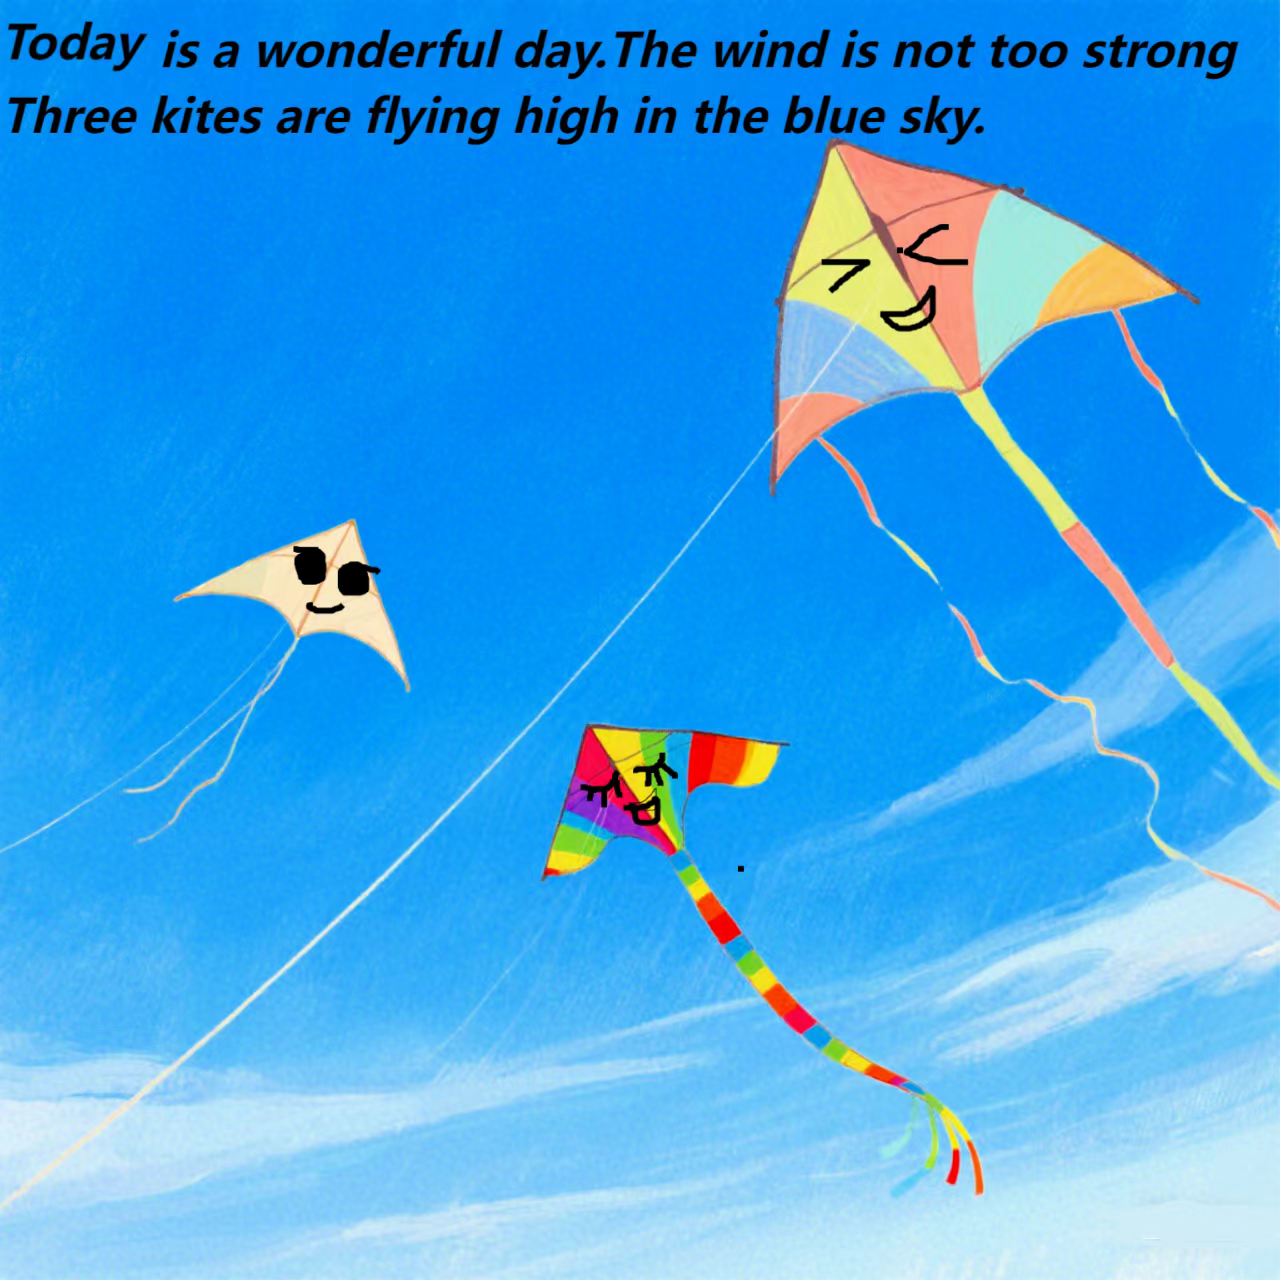 Today is a wonderful day.The wind is not too strong
Three kites are flying high in the blue sky.